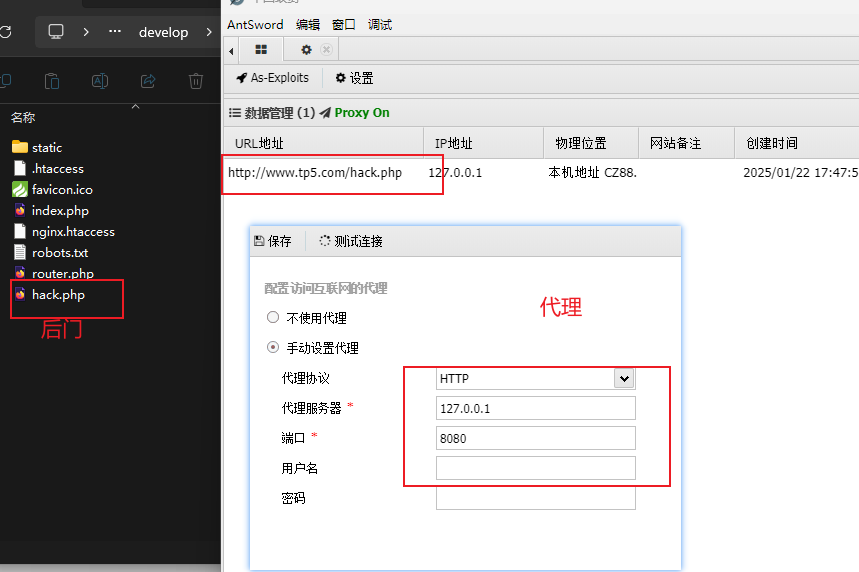 develop
名称
static
.htaccess
favicon.ico
index.php
nginx.htaccess
robots.txt
router.php
hack.php
后门
AntSword 编辑 窗口 调试
As-Exploits 设置
数据管理 (1) Proxy On
URL地址 IP地址 物理位置 网站备注 创建时间
http://www.tp5.com/hack.php 127.0.0.1 本机地址 CZ88. 2025/01/22 17:47:5
保存 测试连接
配置访问互联网的代理
代理
不使用代理
手动设置代理
代理协议 HTTP
代理服务器 * 127.0.0.1
端口 * 8080
用户名
密码